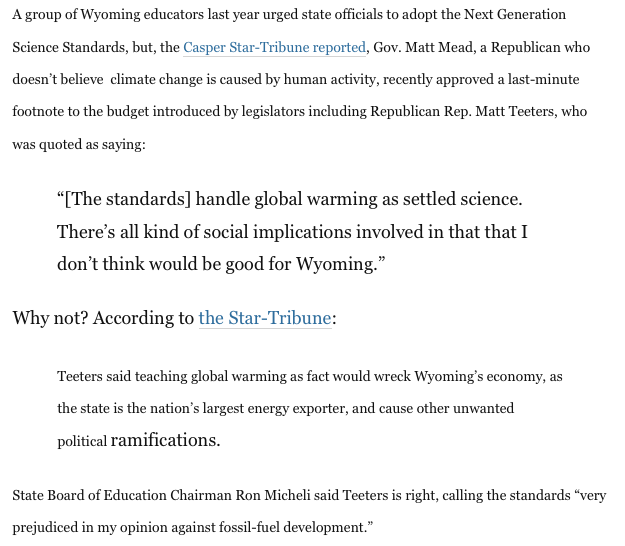 A group of Wyoming educators last year urged state officials to adopt the Next Generation
Science Standards, but, the Casper Star-Tribune reported, Gov. Matt Mead, a Republican who
doesn’t believe  climate change is caused by human activity, recently approved a last-minute
footnote to the budget introduced by legislators including Republican Rep. Matt Teeters, who
was quoted as saying:
“[The standards] handle global warming as settled science.
There’s all kind of social implications involved in that that I
don’t think would be good for Wyoming.”
Why not? According to the Star-Tribune:
Teeters said teaching global warming as fact would wreck Wyoming’s economy, as
the state is the nation’s largest energy exporter, and cause other unwanted
political ramifications.
State Board of Education Chairman Ron Micheli said Teeters is right, calling the standards “very
prejudiced in my opinion against fossil-fuel development.”